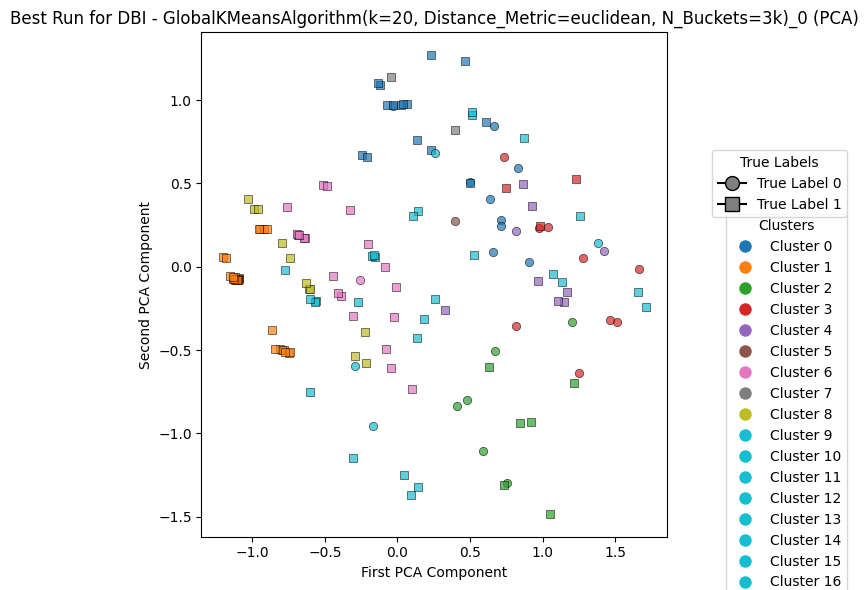 Best Run for DBI - GlobalKMeansAlgorithm(k=20, Distance_Metric=euclidean, N_Buckets=3k)_0 (PCA)
Second PCA Component
1.0
0.5
0.0
−0.5
−1.0
−1.5
−1.0
−0.5
0.0
0.5
1.0
1.5
First PCA Component
True Labels
True Label 0
True Label 1
Clusters
Cluster 0
Cluster 1
Cluster 2
Cluster 3
Cluster 4
Cluster 5
Cluster 6
Cluster 7
Cluster 8
Cluster 9
Cluster 10
Cluster 11
Cluster 12
Cluster 13
Cluster 14
Cluster 15
Cluster 16